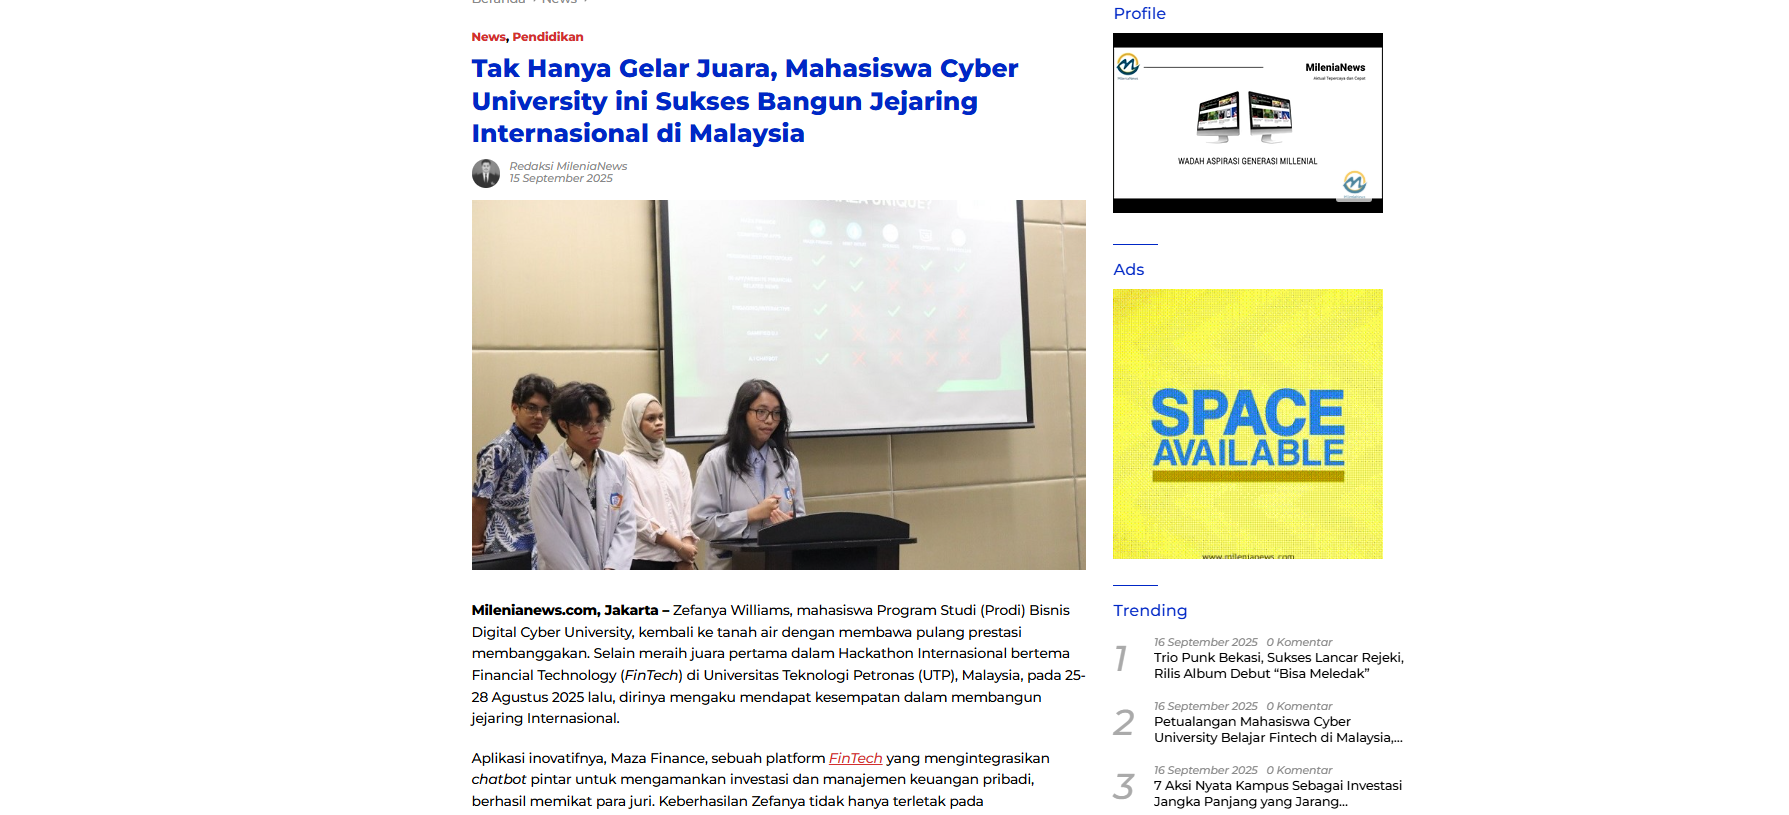 News, Pendidikan
Tak Hanya Gelar Juara, Mahasiswa Cyber
University ini Sukses Bangun Jejaring
Internasional di Malaysia
Redaksi MileniaNews
15 September 2025
UNIQUE?
Milenianews.com, Jakarta – Zefanya Williams, mahasiswa Program Studi (Prodi) Bisnis
Digital Cyber University, kembali ke tanah air dengan membawa pulang prestasi
membanggakan. Selain meraih juara pertama dalam Hackathon Internasional bertema
Financial Technology (FinTech) di Universitas Teknologi Petronas (UTP), Malaysia, pada 25-
28 Agustus 2025 lalu, dirinya mengaku mendapat kesempatan dalam membangun
jejaring Internasional.
Aplikasi inovatifnya, Maza Finance, sebuah platform FinTech yang mengintegrasikan
chatbot pintar untuk mengamankan investasi dan manajemen keuangan pribadi,
berhasil memikat para juri. Keberhasilan Zefanya tidak hanya terletak pada
Profile
MileniaNews
Aktual Terpercaya dan Cepat
WADAH ASPIRASI GENERASI MILLENIAL
Ads
SPACE
AVAILABLE
www.milenianews.com
Trending
1
16 September 2025 0 Komentar
Trio Punk Bekasi, Sukses Lancar Rejeki,
Rilis Album Debut “Bisa Meledak”
2
16 September 2025 0 Komentar
Petualangan Mahasiswa Cyber
University Belajar Fintech di Malaysia,...
3
16 September 2025 0 Komentar
7 Aksi Nyata Kampus Sebagai Investasi
Jangka Panjang yang Jarang...